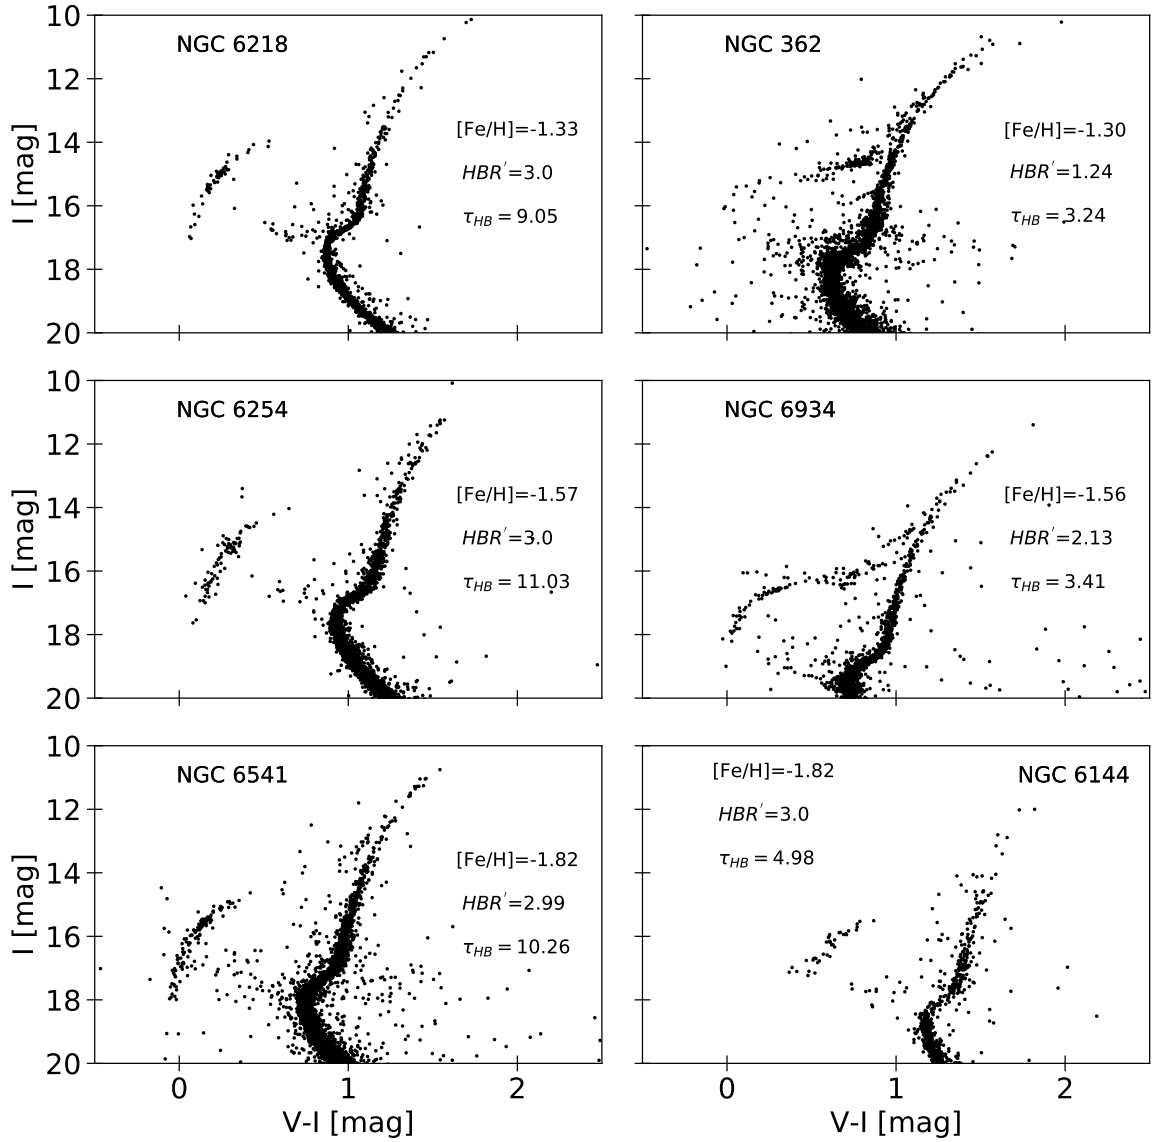 10
NGC 6218
NGC 362
12
[Fe/H]=-1.33
[Fe/H]=-1.30
14
I [mag]
HBR′=3.0
HBR′=1.24
16
τHB = 9.05
τHB = 3.24
18
20
10
NGC 6254
NGC 6934
12
[Fe/H]=-1.57
[Fe/H]=-1.56
14
I [mag]
HBR′=3.0
HBR′=2.13
16
τHB = 11.03
τHB = 3.41
18
20
10
NGC 6541
[Fe/H]=-1.82
NGC 6144
12
HBR′=3.0
[Fe/H]=-1.82
τHB = 4.98
14
I [mag]
HBR′=2.99
16
τHB = 10.26
18
20
0 1 2
0 1 2
V-I [mag]
V-I [mag]